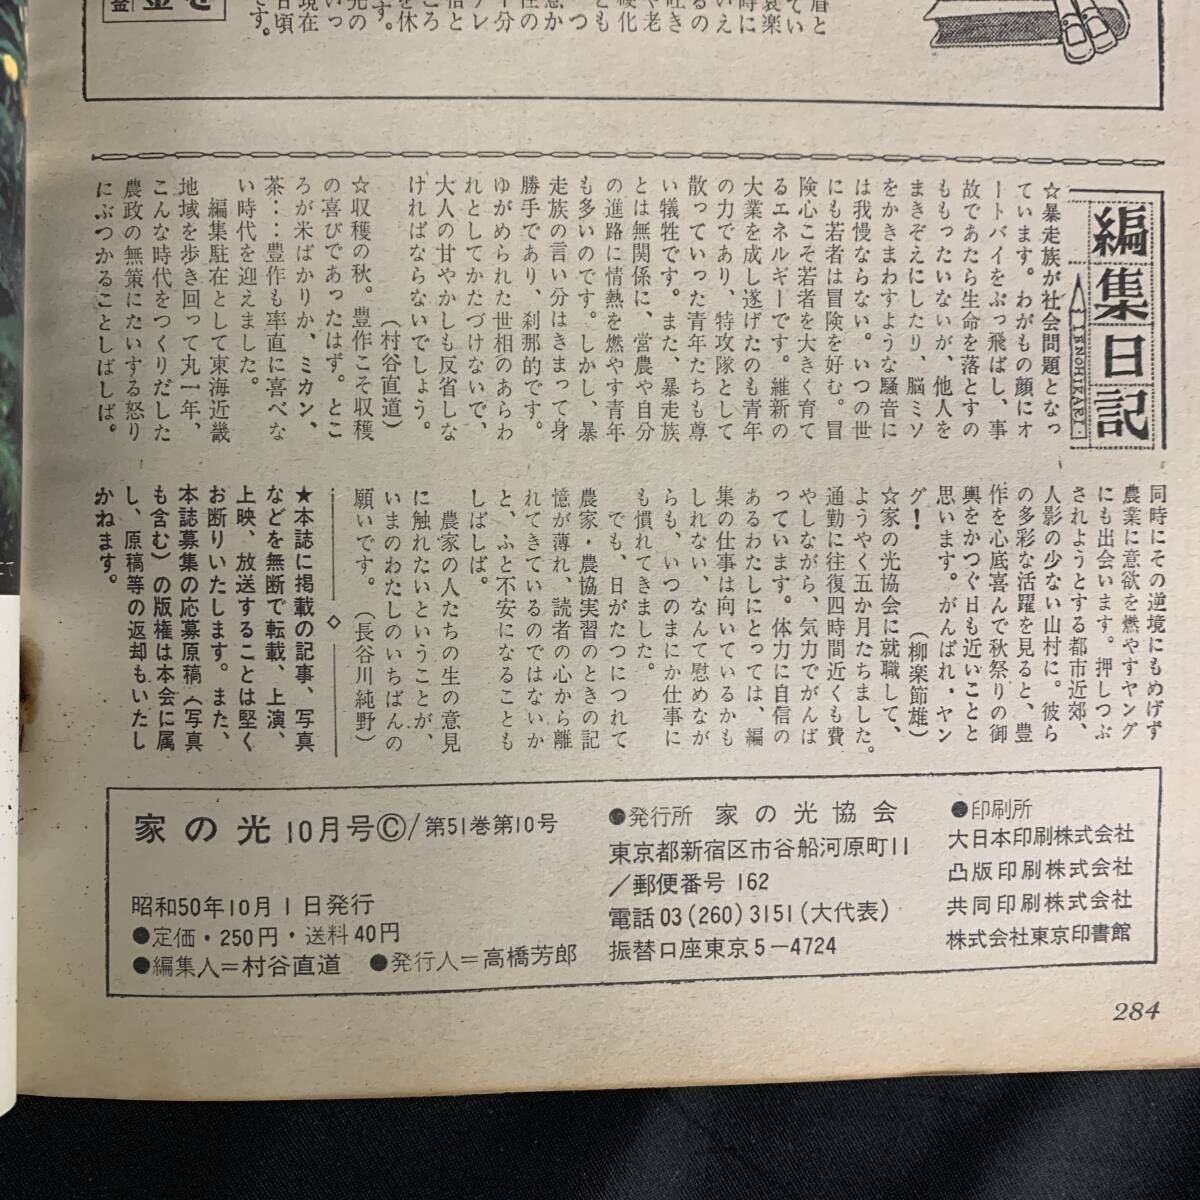 編集日記
IENOHIKARI
☆暴走族が社会問題となっ
ています。わがもの顔にオ
ートバイをぶっ飛ばし、事
故であたら生命を落とすの
ももったいないが、他人を
まきぞえにしたり、脳ミソ
をかきまわすような騒音に
は我慢ならない。いつの世
にも若者は冒険を好む。冒
険心こそ若者を大きく育て
るエネルギーです。維新の
大業を成し遂げたのも青年
の力であり、特攻隊として
散っていった青年たちも尊
い犠牲です。また、暴走族
とは無関係に、営農や自分
の進路に情熱を燃やす青年
も多いのです。しかし、暴
走族の言い分はきまって身
勝手であり、刹那的です。
ゆがめられた世相のあらわ
れとしてかたづけないで、
大人の甘やかしも反省しな
ければならないでしょう。
(村谷直道)
☆収穫の秋。豊作こそ収穫
の喜びであったはず。とこ
ろが米ばかりか、ミカン、
茶……豊作も率直に喜べな
い時代を迎えました。
編集駐在として東海近畿
地域を歩き回って丸一年、
こんな時代をつくりだした
農政の無策にたいする怒り
にぶつかることしばしば。
同時にその逆境にもめげず
農業に意欲を燃やすヤング
にも出会います。押しつぶ
されようとする都市近郊、
人影の少ない山村に。彼ら
の多彩な活躍を見ると、豊
作を心底喜んで秋祭りの御
輿をかつぐ日も近いことと
思います。がんばれ、ヤン
グ！ (柳楽節雄)
☆家の光協会に就職して、
ようやく五か月たちました。
通勤に往復四時間近くも費
やしながら、気力でがんば
っています。体力に自信の
あるわたしにとっては、編
集の仕事は向いているかも
しれない、なんて慰めなが
らも、いつのまにか仕事に
も慣れてきました。
でも、日がたつにつれて
農家・農協実習のときの記
憶が薄れ、読者の心から離
れてきているのではないか
と、ふと不安になることも
しばしば。
農家の人たちの生の意見
に触れたいということが、
いまのわたしのいちばんの
願いです。(長谷川純野)
★本誌に掲載の記事、写真
などを無断で転載、上演、
上映、放送することは堅く
お断りいたします。また、
本誌募集の応募原稿（写真
も含む）の版権は本会に属
し、原稿等の返却もいたし
かねます。
家の光 10月号Ⓒ/第51巻第10号
昭和50年10月1日発行
●定価・250円・送料40円
●編集人＝村谷直道 ●発行人＝高橋芳郎
●発行所 家の光協会
東京都新宿区市谷船河原町11
/郵便番号 162
電話 03 (260) 3151 (大代表)
振替口座東京5－4724
●印刷所
大日本印刷株式会社
凸版印刷株式会社
共同印刷株式会社
株式会社東京印書館
284